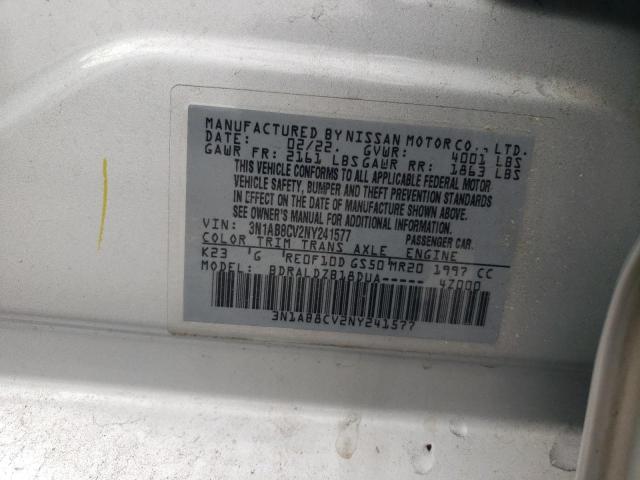 MANUFACTURED BY NISSAN MOTOR CO., LTD.
DATE: 02/22. GVWR: 4001 LBS
GAWR FR: 2161 LBS GAWR RR: 1863 LBS
THIS VEHICLE CONFORMS TO ALL APPLICABLE FEDERAL MOTOR
VEHICLE SAFETY, BUMPER AND THEFT PREVENTION STANDARDS
IN EFFECT ON THE DATE OF MANUFACTURE SHOWN ABOVE.
SEE OWNER'S MANUAL FOR ADDITIONAL INFORMATION.
VIN: 3N1AB8CV2NY241577 PASSENGER CAR.
COLOR TRIM TRANS AXLE ENGINE
K23 G RE0F10D GS50 MR20 1997 CC
MODEL: BDRALDZB18DUA----- 4Z000
3N1AB8CV2NY241577